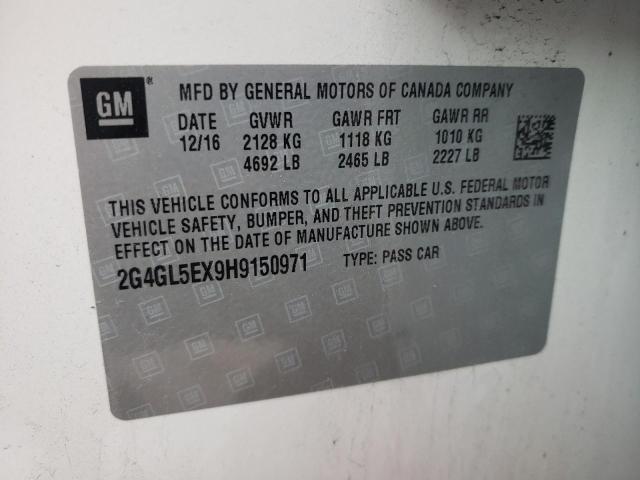 GM®
MFD BY GENERAL MOTORS OF CANADA COMPANY
DATE GVWR GAWR FRT GAWR RR
12/16 2128 KG 1118 KG 1010 KG
4692 LB 2465 LB 2227 LB
THIS VEHICLE CONFORMS TO ALL APPLICABLE U.S. FEDERAL MOTOR
VEHICLE SAFETY, BUMPER, AND THEFT PREVENTION STANDARDS IN
EFFECT ON THE DATE OF MANUFACTURE SHOWN ABOVE.
2G4GL5EX9H9150971 TYPE: PASS CAR